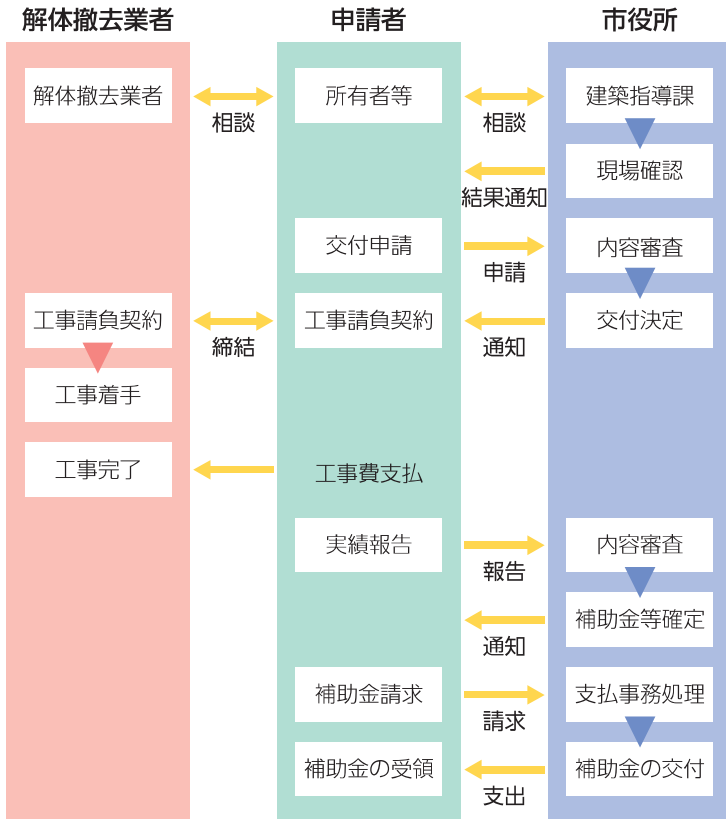 解体撤去業者
申請者
市役所
解体撤去業者
相談
所有者等
相談
建築指導課
結果通知
現場確認
交付申請
申請
内容審査
工事請負契約
締結
工事請負契約
通知
交付決定
工事着手
工事完了
工事費支払
実績報告
報告
内容審査
通知
補助金等確定
補助金請求
請求
支払事務処理
補助金の受領
支出
補助金の交付